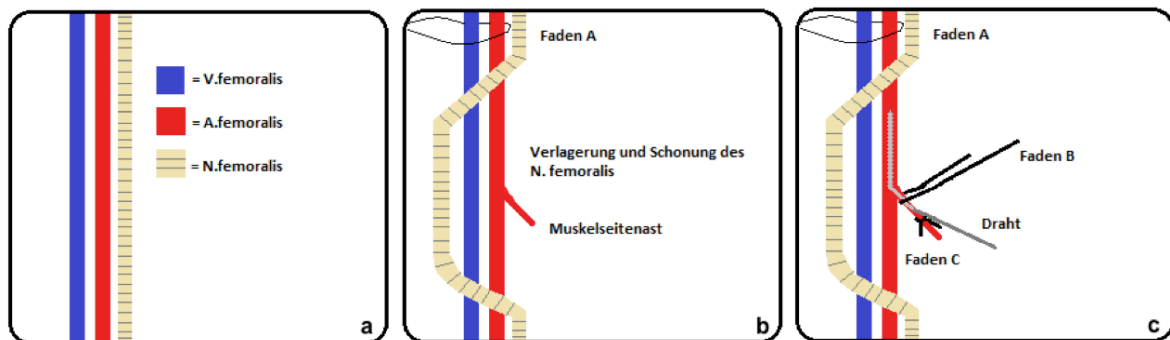 = V.femoralis
= A.femoralis
= N.femoralis
a
Faden A
Verlagerung und Schonung des
N. femoralis
Muskelseitenast
b
Faden A
Faden B
Draht
Faden C
c